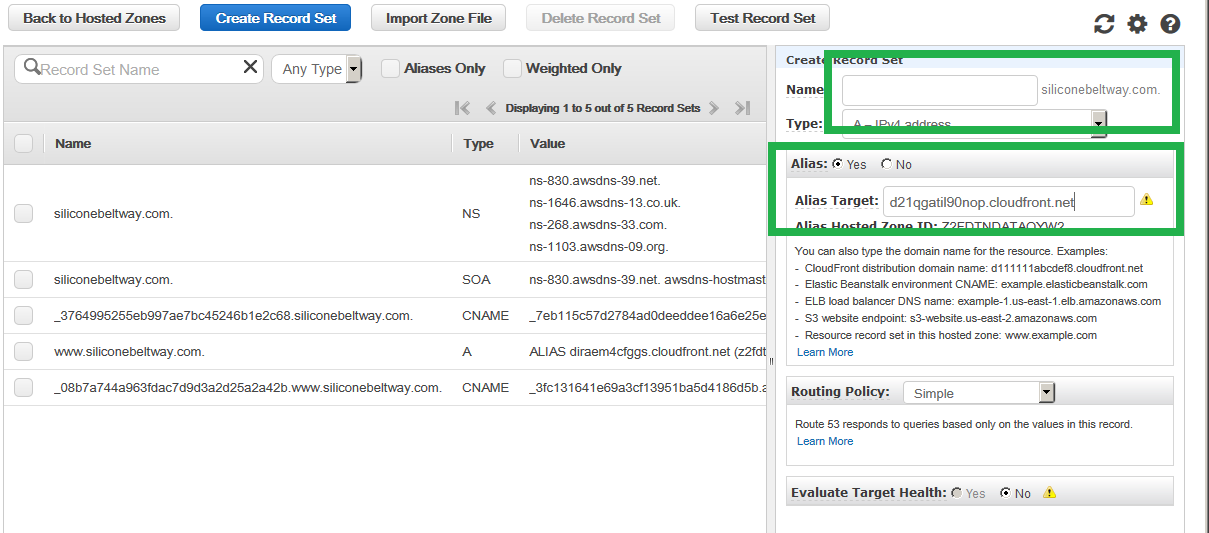 Back to Hosted Zones Create Record Set Import Zone File Delete Record Set Test Record Set
Record Set Name Any Type Aliases Only Weighted Only
Displaying 1 to 5 out of 5 Record Sets
Name Type Value
siliconebeltway.com. NS ns-830.awsdns-39.net.
ns-1646.awsdns-13.co.uk.
ns-268.awsdns-33.com.
ns-1103.awsdns-09.org.
siliconebeltway.com. SOA ns-830.awsdns-39.net. awsdns-hostmast
_3764995255eb997ae7bc45246b1e2c68.siliconebeltway.com. CNAME _7eb115c57d2784ad0deeddee16a6e25e
www.siliconebeltway.com. A ALIAS diraem4cfggs.cloudfront.net (z2fdt
_08b7a744a963fdac7d9d3a2d25a2a42b.www.siliconebeltway.com. CNAME _3fc131641e69a3cf13951ba5d4186d5b.a
Create Record Set
Name siliconebeltway.com.
Type: A – IPv4 address
Alias: Yes No
Alias Target: d21qgatil90nop.cloudfront.net
Alias Hosted Zone ID: Z2FDTNDATAQYW2
You can also type the domain name for the resource. Examples:
- CloudFront distribution domain name: d111111abcdef8.cloudfront.net
- Elastic Beanstalk environment CNAME: example.elasticbeanstalk.com
- ELB load balancer DNS name: example-1.us-east-1.elb.amazonaws.com
- S3 website endpoint: s3-website.us-east-2.amazonaws.com
- Resource record set in this hosted zone: www.example.com
Learn More
Routing Policy: Simple
Route 53 responds to queries based only on the values in this record.
Learn More
Evaluate Target Health: Yes No